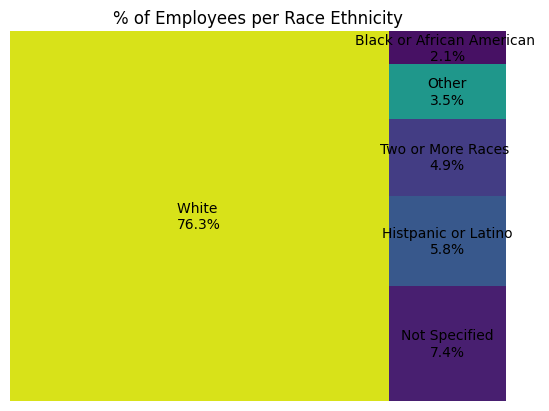 % of Employees per Race Ethnicity
Black or African American
2.1%
Other
3.5%
Two or More Races
4.9%
White
76.3%
Histpanic or Latino
5.8%
Not Specified
7.4%